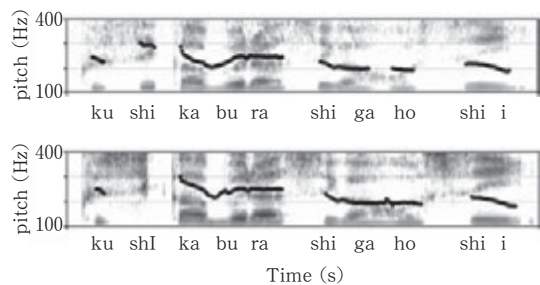 400
pitch (Hz)
100
ku shi ka bu ra shi ga ho shi i
400
pitch (Hz)
100
ku shI ka bu ra shi ga ho shi i
Time (s)